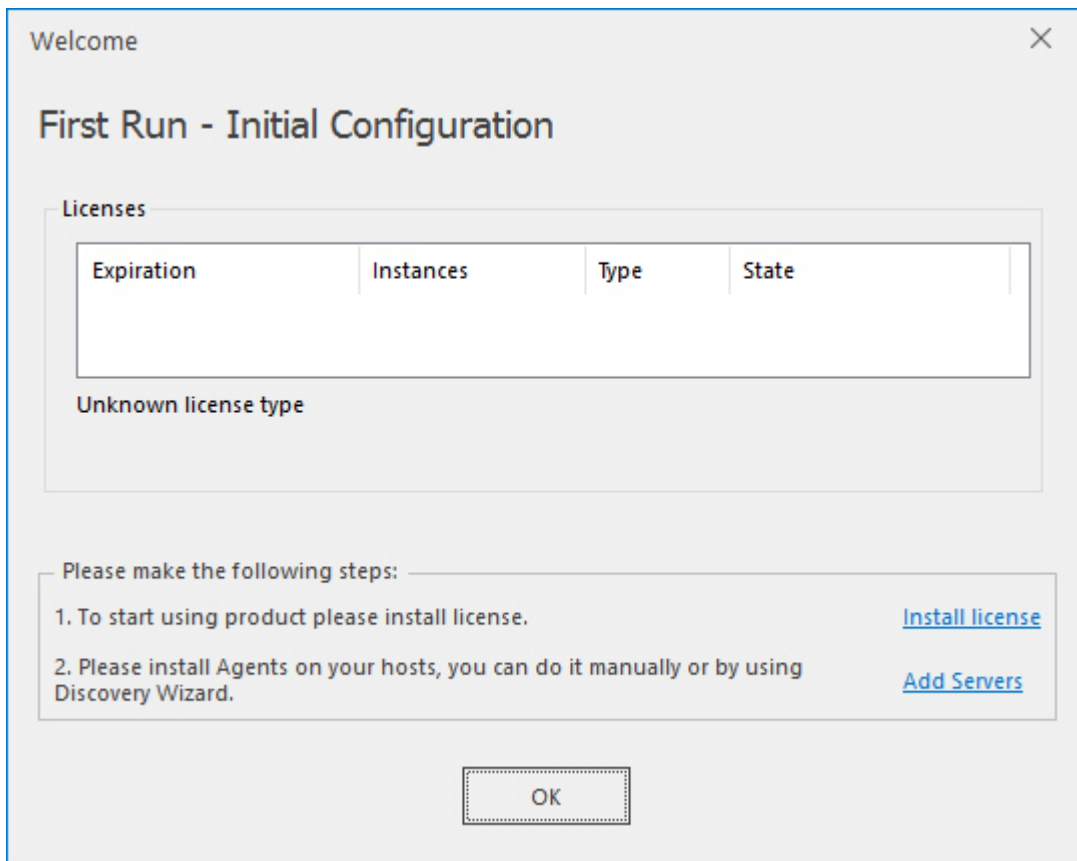 Welcome
First Run - Initial Configuration
Licenses
Expiration Instances Type State
Unknown license type
Please make the following steps:
1. To start using product please install license. Install license
2. Please install Agents on your hosts, you can do it manually or by using
Discovery Wizard. Add Servers
OK